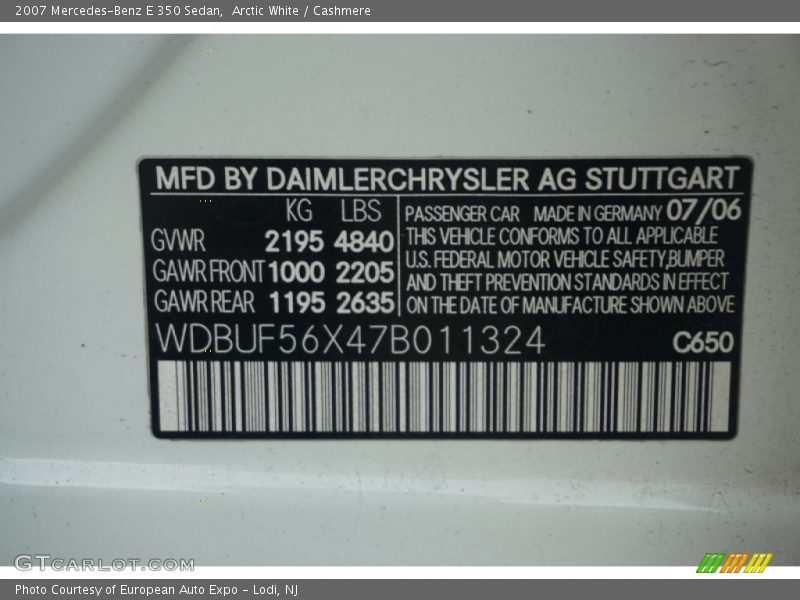 2007 Mercedes-Benz E 350 Sedan,  Arctic White / Cashmere
MFD BY DAIMLERCHRYSLER AG STUTTGART
KG LBS
GVWR 2195 4840
GAWR FRONT 1000 2205
GAWR REAR 1195 2635
PASSENGER CAR MADE IN GERMANY 07/06
THIS VEHICLE CONFORMS TO ALL APPLICABLE
U.S. FEDERAL MOTOR VEHICLE SAFETY,BUMPER
AND THEFT PREVENTION STANDARDS IN EFFECT
ON THE DATE OF MANUFACTURE SHOWN ABOVE
WDBUF56X47B011324 C650
GTCARLOT.COM
Photo Courtesy of European Auto Expo - Lodi, NJ